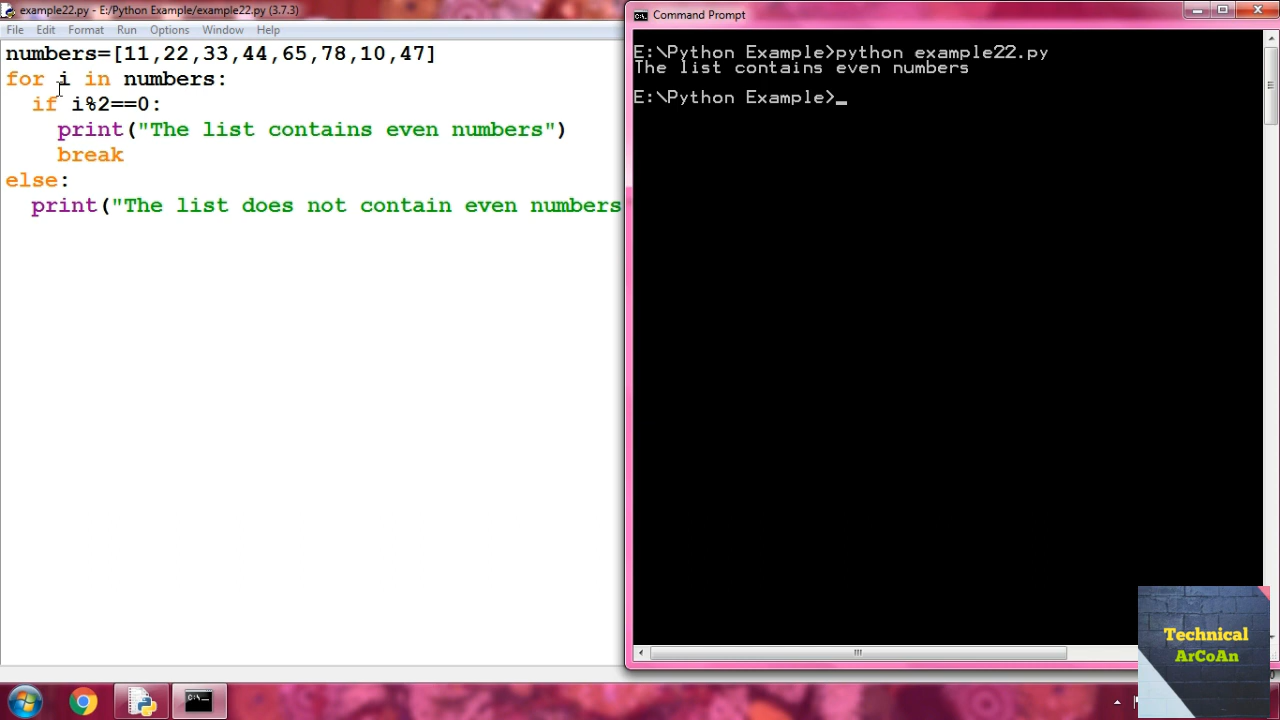 example22.py - E:/Python Example/example22.py (3.7.3)
File Edit Format Run Options Window Help
numbers=[11,22,33,44,65,78,10,47]
for i in numbers:
if i%2==0:
print("The list contains even numbers")
break
else:
print("The list does not contain even numbers
Command Prompt
E:\Python Example>python example22.py
The list contains even numbers
E:\Python Example>_
Technical
ArCoAn